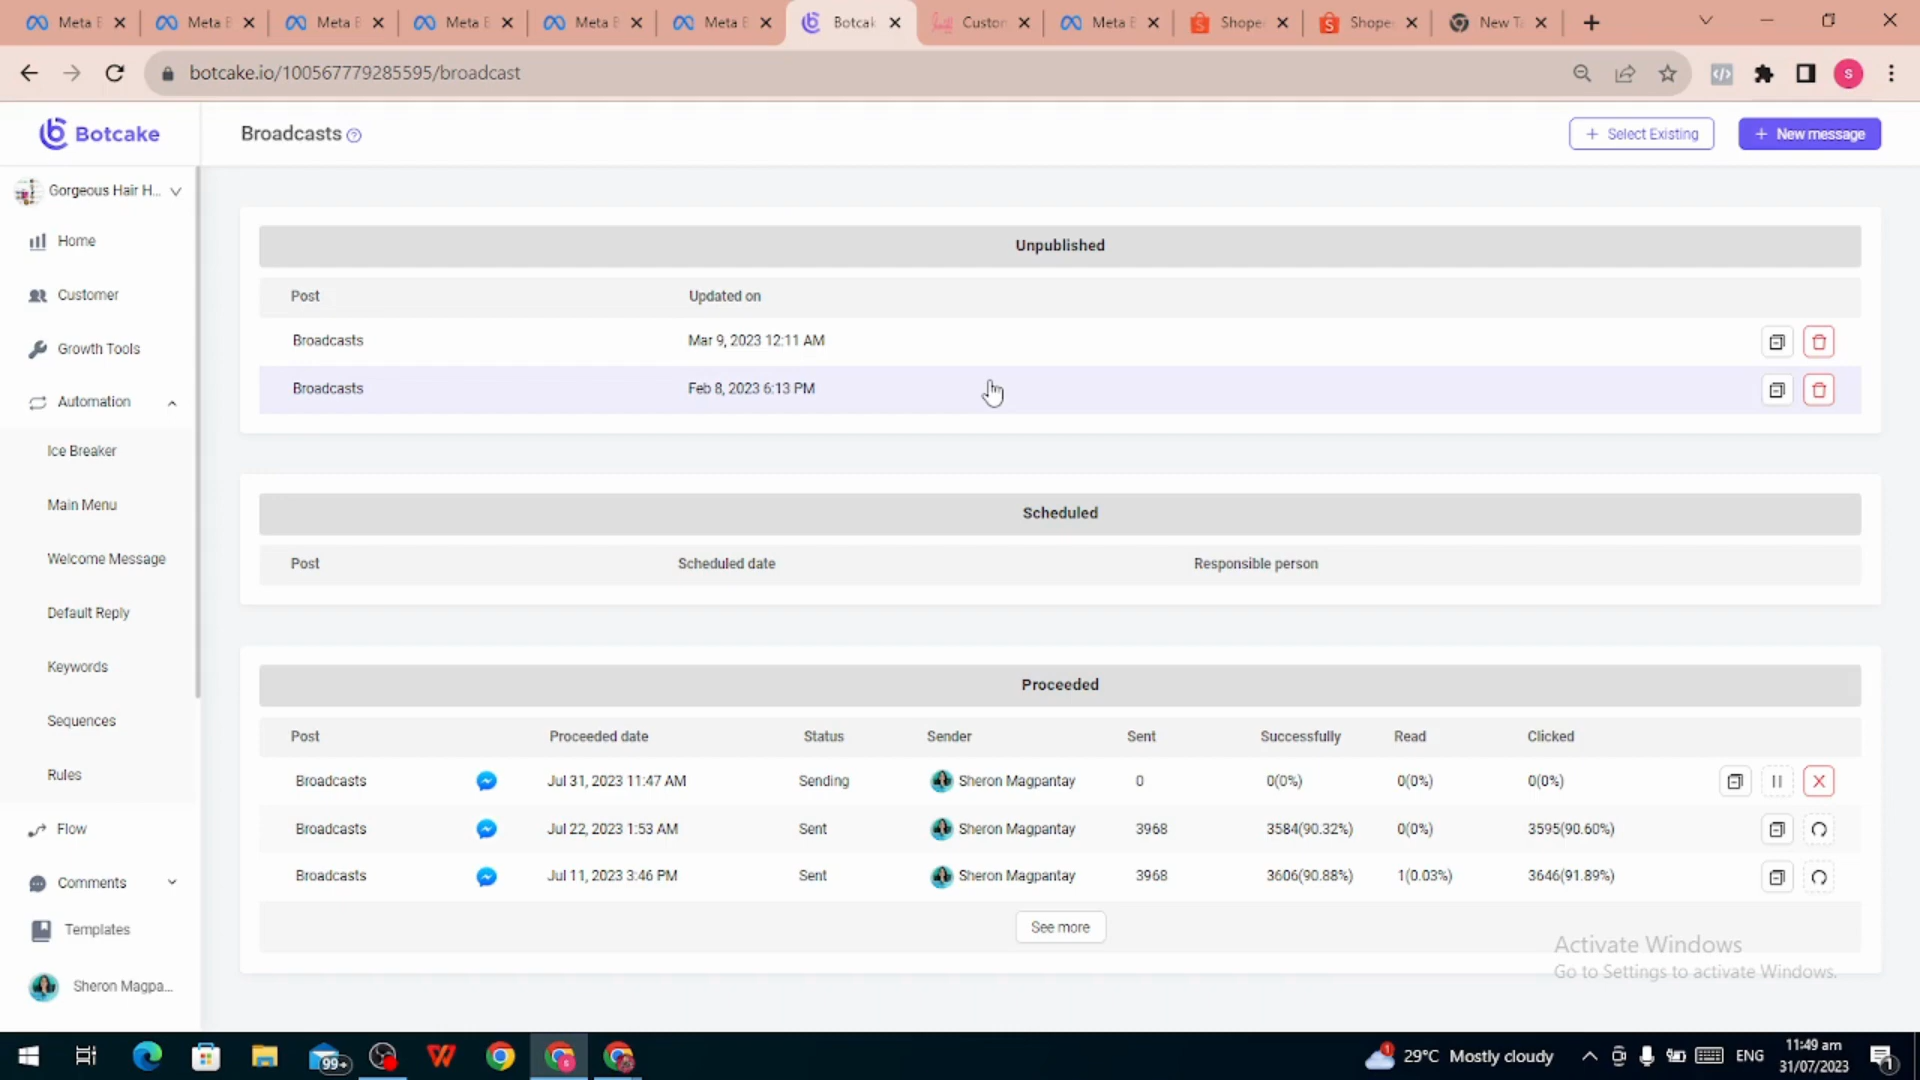 Meta E
Meta E
Meta E
Meta E
Meta E
Meta E
Botcak
Custon
Meta E
Shope
Shope
New T
botcake.io/100567779285595/broadcast
S
Botcake
Broadcasts
+ Select Existing
+ New message
Gorgeous Hair H...
Home
Customer
Growth Tools
Automation
Ice Breaker
Main Menu
Welcome Message
Default Reply
Keywords
Sequences
Rules
Flow
Comments
Templates
Sheron Magpa...
Unpublished
Post Updated on
Broadcasts Mar 9, 2023 12:11 AM
Broadcasts Feb 8, 2023 6:13 PM
Scheduled
Post Scheduled date Responsible person
Proceeded
Post Proceeded date Status Sender Sent Successfully Read Clicked
Broadcasts Jul 31, 2023 11:47 AM Sending Sheron Magpantay 0 0(0%) 0(0%) 0(0%)
Broadcasts Jul 22, 2023 1:53 AM Sent Sheron Magpantay 3968 3584(90.32%) 0(0%) 3595(90.60%)
Broadcasts Jul 11, 2023 3:46 PM Sent Sheron Magpantay 3968 3606(90.88%) 1(0.03%) 3646(91.89%)
See more
Activate Windows
Go to Settings to activate Windows.
99+
1
29°C Mostly cloudy
ENG
11:49 am
31/07/2023
1